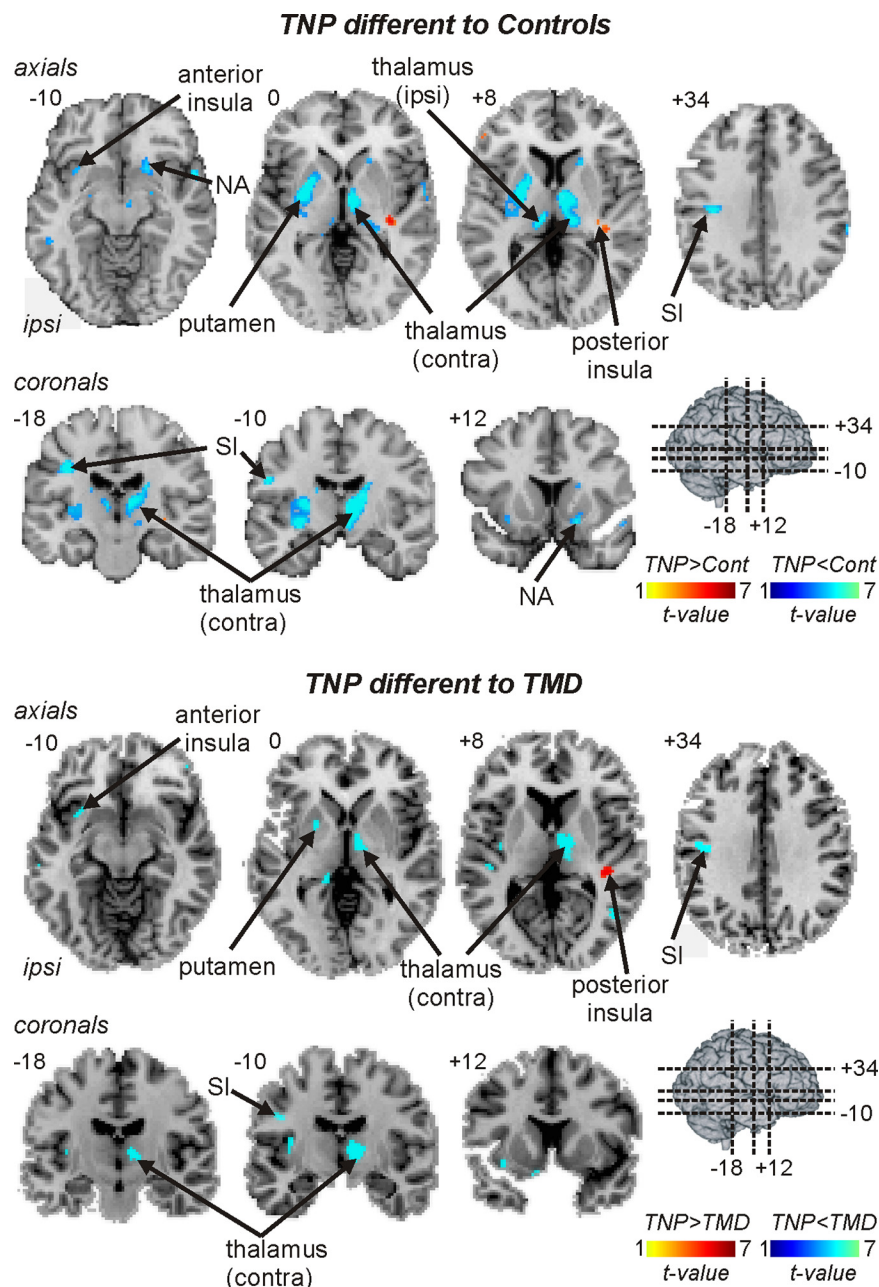 TNP different to Controls
axials
-10
anterior
insula
0
thalamus
(ipsi)
+8
+34
NA
ipsi
putamen
thalamus
(contra)
posterior
insula
SI
coronals
-18
SI
-10
+12
+34
-10
-18
+12
thalamus
(contra)
NA
TNP>Cont
TNP<Cont
1
7
1
7
t-value
t-value
TNP different to TMD
axials
-10
anterior
insula
0
+8
+34
ipsi
putamen
thalamus
(contra)
posterior
insula
SI
coronals
-18
SI
-10
+12
+34
-10
-18
+12
thalamus
(contra)
TNP>TMD
TNP<TMD
1
7
1
7
t-value
t-value